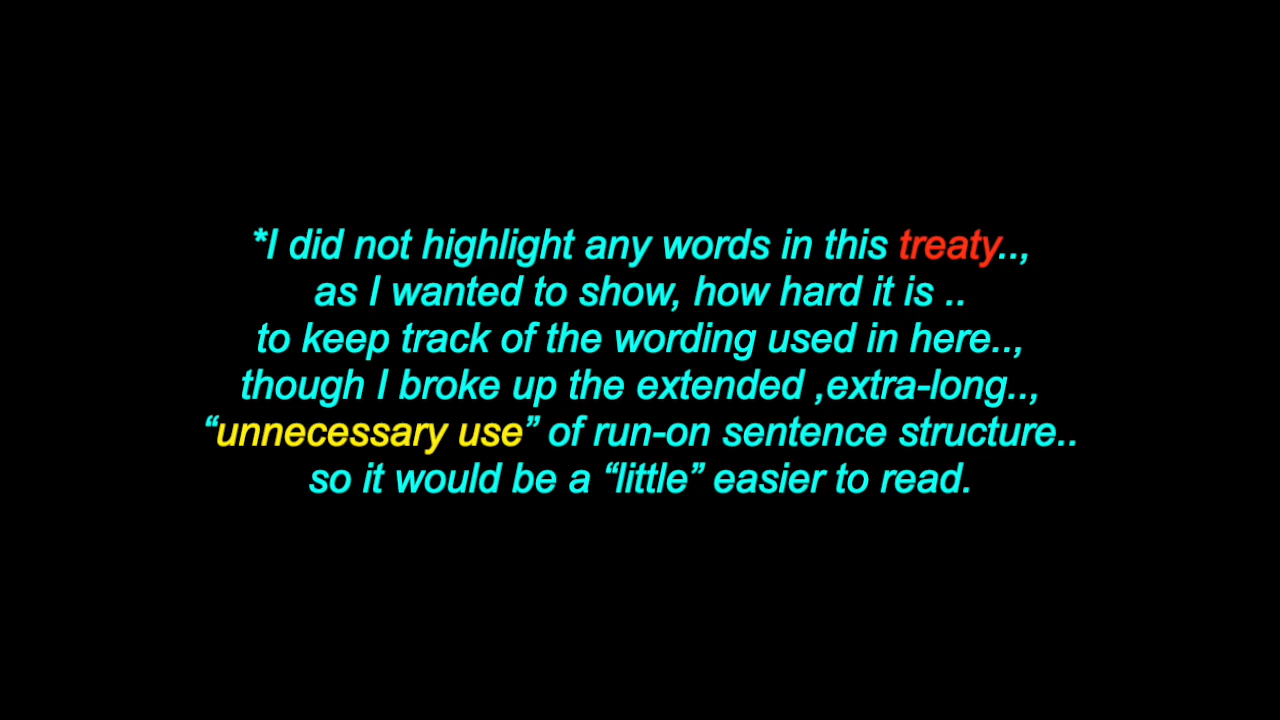 *I did not highlight any words in this treaty..,
as I wanted to show, how hard it is ..
to keep track of the wording used in here..,
though I broke up the extended ,extra-long..,
“unnecessary use” of run-on sentence structure..
so it would be a “little” easier to read.